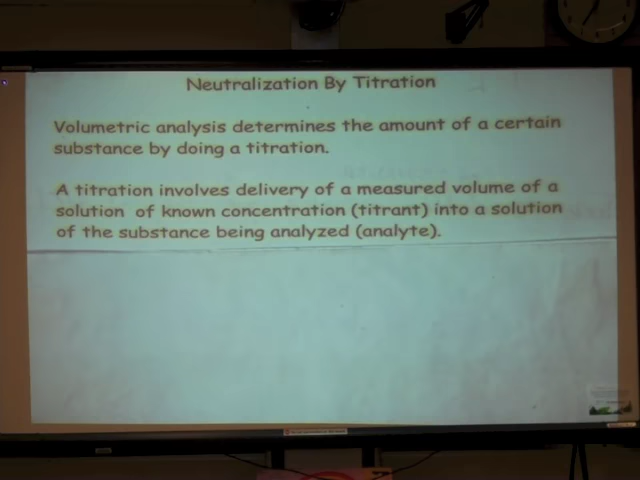 Neutralization By Titration
Volumetric analysis determines the amount of a certain
substance by doing a titration.
A titration involves delivery of a measured volume of a
solution of known concentration (titrant) into a solution
of the substance being analyzed (analyte).